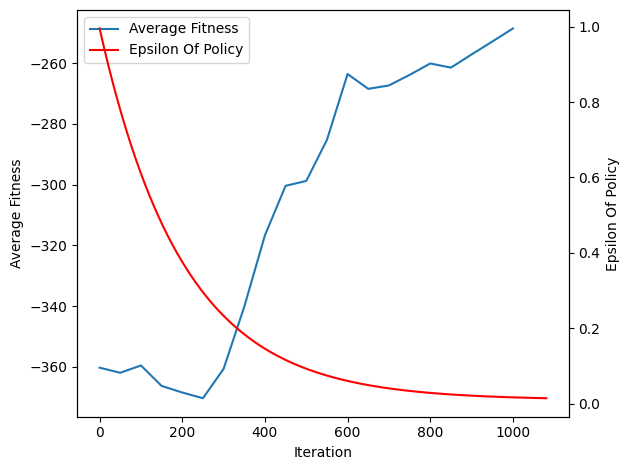 Average Fitness
Epsilon Of Policy
−260
−280
−300
−320
−340
−360
Average Fitness
1.0
0.8
0.6
0.4
0.2
0.0
Epsilon Of Policy
0 200 400 600 800 1000
Iteration